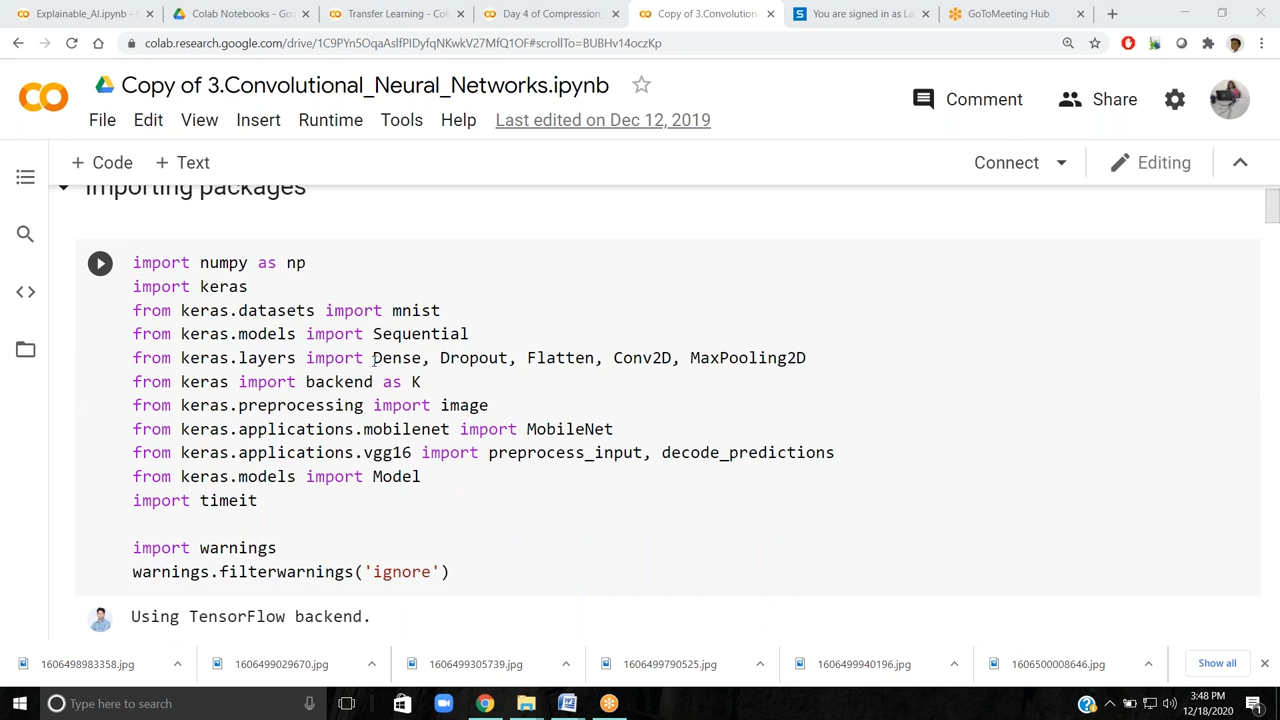 Explainable_AI.ipynb - C
Colab Notebooks - Go
Transfer Learning - Col
Day 4 of Compression_
Copy of 3.Convolutional
You are signed in as La
GoToMeeting Hub
colab.research.google.com/drive/1C9PYn5OqaAslfPIDyfqNKwkV27MfQ1OF#scrollTo=BUBHv14oczKp
CO Copy of 3.Convolutional_Neural_Networks.ipynb
Comment Share
File Edit View Insert Runtime Tools Help Last edited on Dec 12, 2019
+ Code + Text Connect Editing
Importing packages
import numpy as np
import keras
from keras.datasets import mnist
from keras.models import Sequential
from keras.layers import Dense, Dropout, Flatten, Conv2D, MaxPooling2D
from keras import backend as K
from keras.preprocessing import image
from keras.applications.mobilenet import MobileNet
from keras.applications.vgg16 import preprocess_input, decode_predictions
from keras.models import Model
import timeit
import warnings
warnings.filterwarnings('ignore')
Using TensorFlow backend.
1606498983358.jpg 1606499029670.jpg 1606499305739.jpg 1606499790525.jpg 1606499940196.jpg 1606500008646.jpg Show all
Type here to search
3:48 PM
12/18/2020